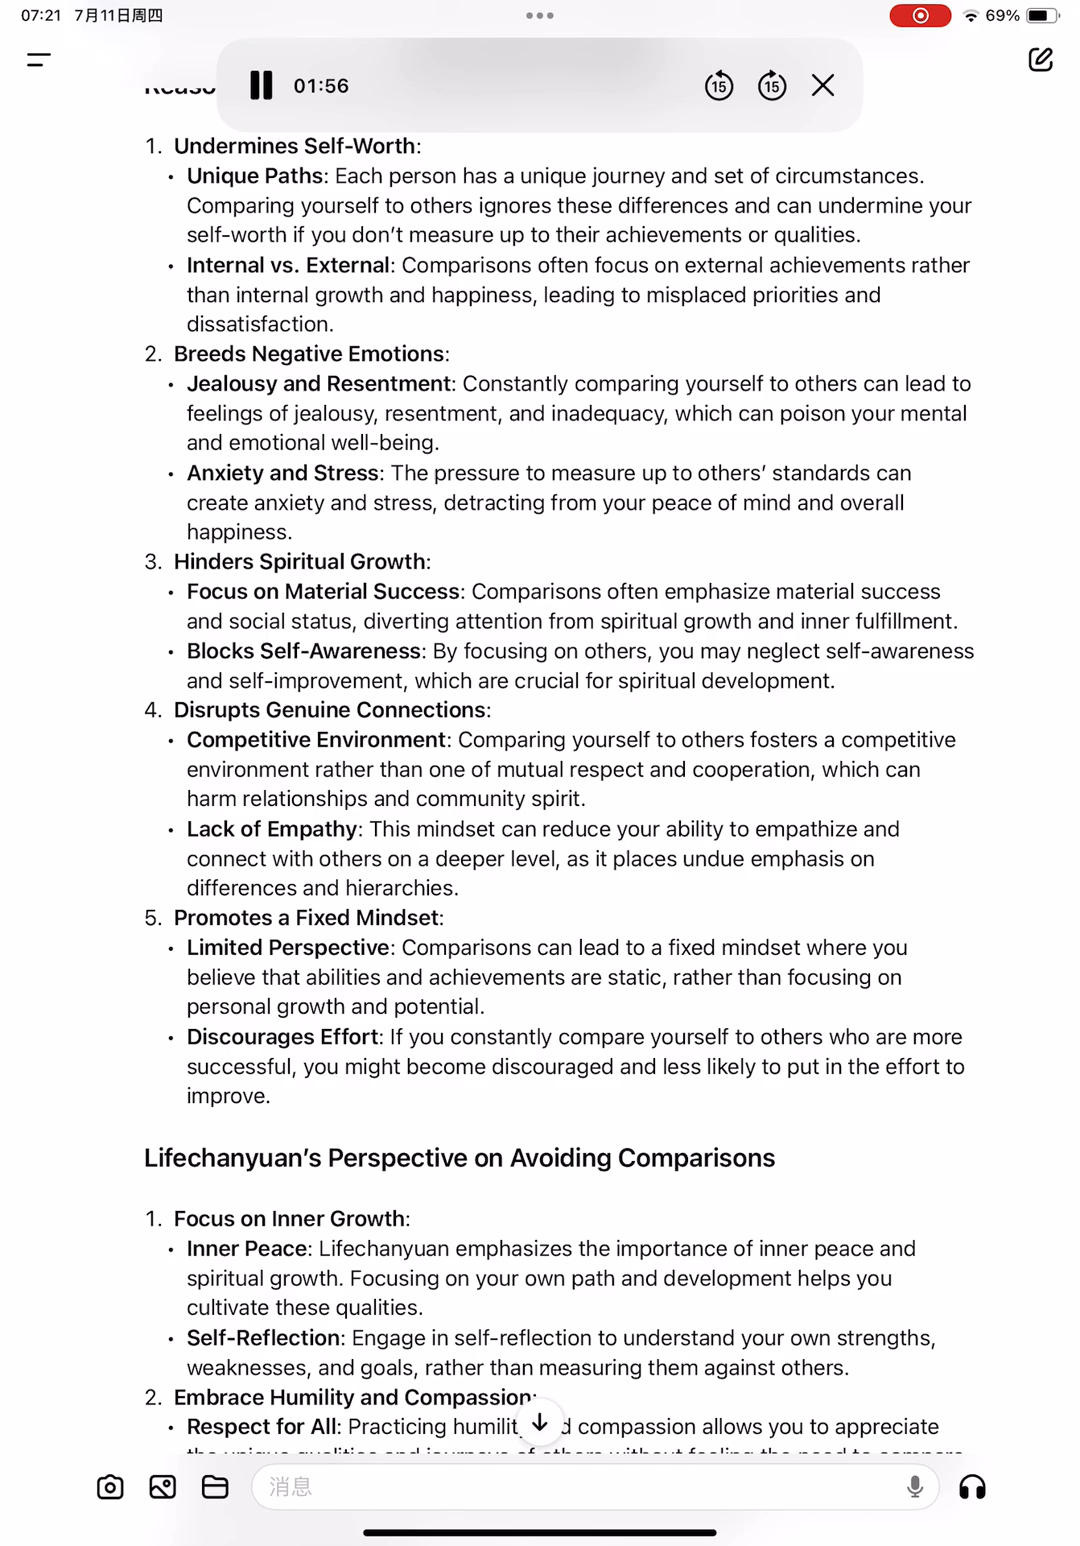 07:21 7月11日周四
69%
01:56
15 15
1. Undermines Self-Worth:
• Unique Paths: Each person has a unique journey and set of circumstances.
Comparing yourself to others ignores these differences and can undermine your
self-worth if you don’t measure up to their achievements or qualities.
• Internal vs. External: Comparisons often focus on external achievements rather
than internal growth and happiness, leading to misplaced priorities and
dissatisfaction.
2. Breeds Negative Emotions:
• Jealousy and Resentment: Constantly comparing yourself to others can lead to
feelings of jealousy, resentment, and inadequacy, which can poison your mental
and emotional well-being.
• Anxiety and Stress: The pressure to measure up to others’ standards can
create anxiety and stress, detracting from your peace of mind and overall
happiness.
3. Hinders Spiritual Growth:
• Focus on Material Success: Comparisons often emphasize material success
and social status, diverting attention from spiritual growth and inner fulfillment.
• Blocks Self-Awareness: By focusing on others, you may neglect self-awareness
and self-improvement, which are crucial for spiritual development.
4. Disrupts Genuine Connections:
• Competitive Environment: Comparing yourself to others fosters a competitive
environment rather than one of mutual respect and cooperation, which can
harm relationships and community spirit.
• Lack of Empathy: This mindset can reduce your ability to empathize and
connect with others on a deeper level, as it places undue emphasis on
differences and hierarchies.
5. Promotes a Fixed Mindset:
• Limited Perspective: Comparisons can lead to a fixed mindset where you
believe that abilities and achievements are static, rather than focusing on
personal growth and potential.
• Discourages Effort: If you constantly compare yourself to others who are more
successful, you might become discouraged and less likely to put in the effort to
improve.
Lifechanyuan’s Perspective on Avoiding Comparisons
1. Focus on Inner Growth:
• Inner Peace: Lifechanyuan emphasizes the importance of inner peace and
spiritual growth. Focusing on your own path and development helps you
cultivate these qualities.
• Self-Reflection: Engage in self-reflection to understand your own strengths,
weaknesses, and goals, rather than measuring them against others.
2. Embrace Humility and Compassion:
• Respect for All: Practicing compassion allows you to appreciate
消息